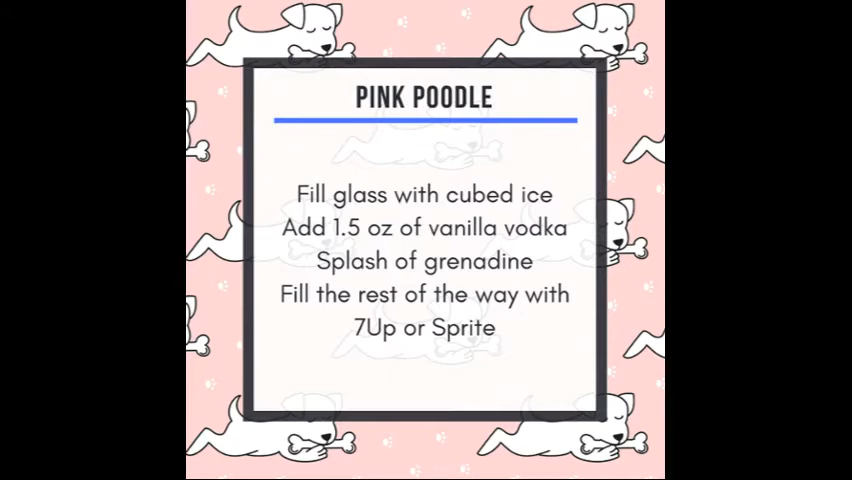 PINK POODLE
Fill glass with cubed ice
Add 1.5 oz of vanilla vodka
Splash of grenadine
Fill the rest of the way with
7Up or Sprite